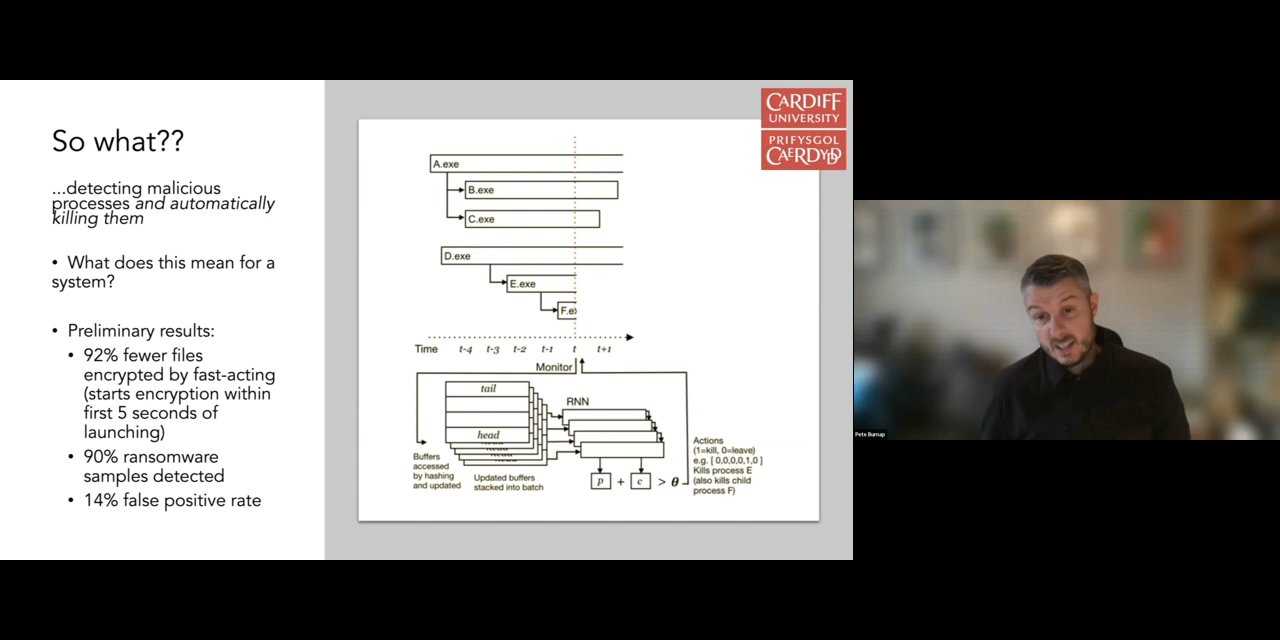 So what??
...detecting malicious
processes and automatically
killing them
• What does this mean for a
system?
• Preliminary results:
• 92% fewer files
encrypted by fast-acting
(starts encryption within
first 5 seconds of
launching)
• 90% ransomware
samples detected
• 14% false positive rate
CARDIFF
UNIVERSITY
PRIFYSGOL
CAERDYDD
A.exe
B.exe
C.exe
D.exe
E.exe
F.e
Time t-4 t-3 t-2 t-1 t t+1
Monitor
tail
head
RNN
Buffers
accessed
by hashing
and updated
Updated buffers
stacked into batch
p + c > θ
Actions
(1=kill, 0=leave)
e.g. [ 0,0,0,0,1,0 ]
Kills process E
(also kills child
process F)
Pete Burnap